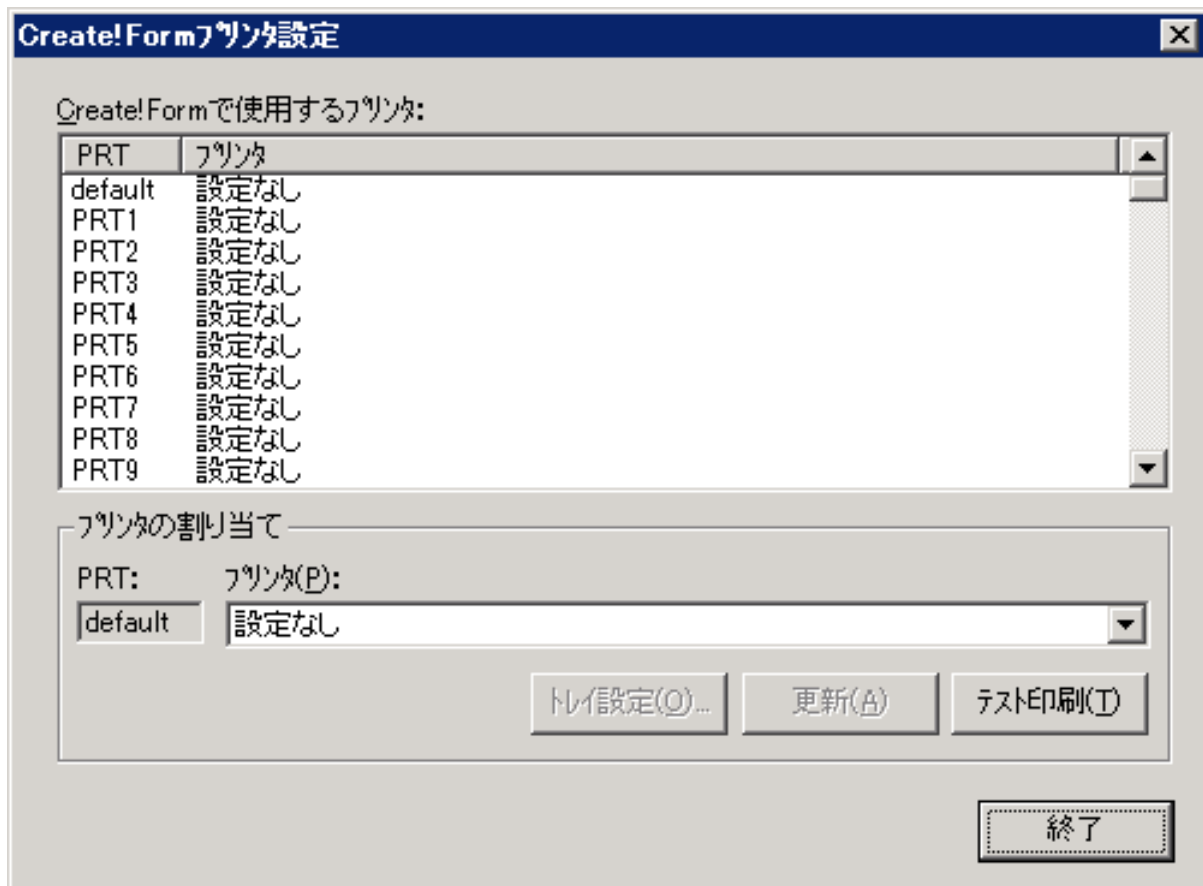 Create!Formﾌﾟﾘﾝﾀ設定
Create!Formで使用するﾌﾟﾘﾝﾀ:
PRT ﾌﾟﾘﾝﾀ
default 設定なし
PRT1 設定なし
PRT2 設定なし
PRT3 設定なし
PRT4 設定なし
PRT5 設定なし
PRT6 設定なし
PRT7 設定なし
PRT8 設定なし
PRT9 設定なし
ﾌﾟﾘﾝﾀの割り当て
PRT: ﾌﾟﾘﾝﾀ(P):
default 設定なし
ﾄﾚｲ設定(O)... 更新(A) ﾃｽﾄ印刷(T)
終了